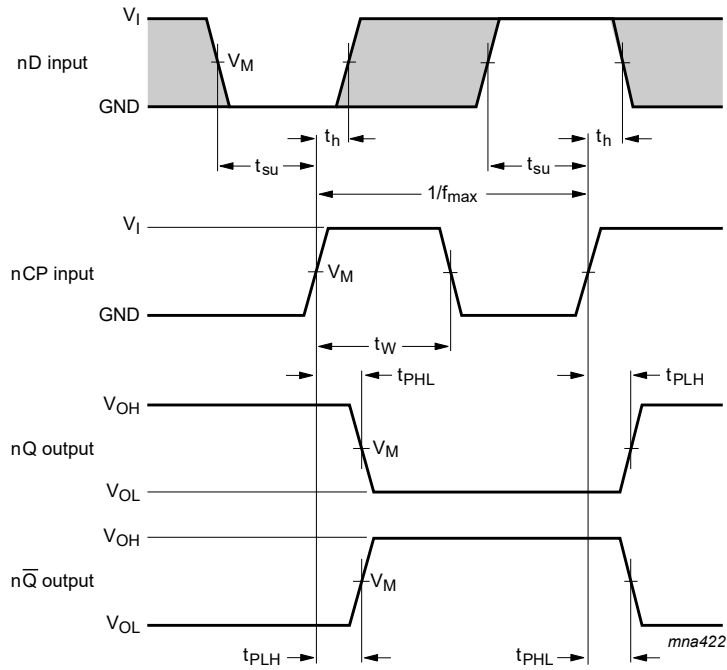 V_I
nD input
V_M
GND
t_h
t_h
t_su
t_su
1/f_max
V_I
nCP input
V_M
GND
t_W
t_PHL
t_PLH
V_OH
nQ output
V_M
V_OL
V_OH
nQ̅ output
V_M
V_OL
t_PLH
t_PHL
mna422